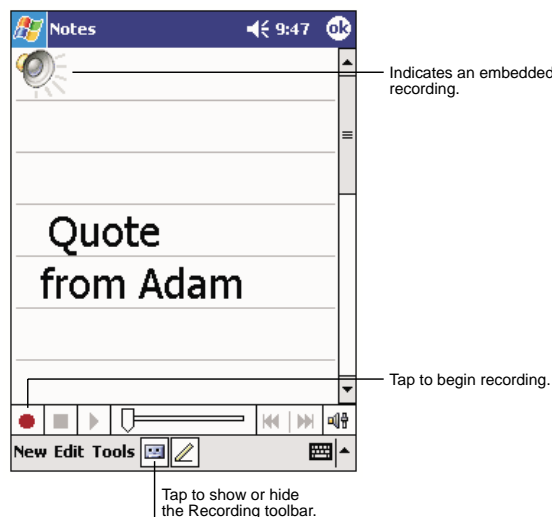 Notes 9:47 ok
Indicates an embedded
recording.
Quote
from Adam
Tap to begin recording.
New Edit Tools
Tap to show or hide
the Recording toolbar.